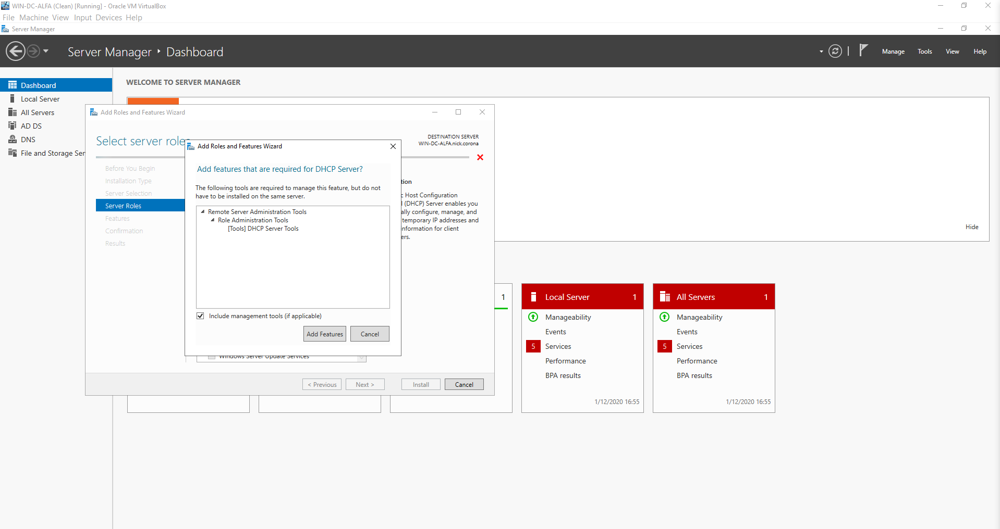 WIN-DC-ALFA (Clean) [Running] - Oracle VM VirtualBox
File Machine View Input Devices Help
Server Manager
Server Manager ‣ Dashboard
Manage Tools View Help
Dashboard
Local Server
All Servers
AD DS
DNS
File and Storage Ser
WELCOME TO SERVER MANAGER
Add Roles and Features Wizard
Select server role
DESTINATION SERVER
WIN-DC-ALFA.nick.corona
Before You Begin
Installation Type
Server Selection
Server Roles
Features
Confirmation
Results
Add Roles and Features Wizard
Add features that are required for DHCP Server?
The following tools are required to manage this feature, but do not
have to be installed on the same server.
Remote Server Administration Tools
Role Administration Tools
[Tools] DHCP Server Tools
Include management tools (if applicable)
Add Features Cancel
tion
c Host Configuration
l (DHCP) Server enables you
ally configure, manage, and
temporary IP addresses and
information for client
ers.
Windows Server Update Services
< Previous Next > Install Cancel
Hide
1
Local Server 1
Manageability
Events
5 Services
Performance
BPA results
1/12/2020 16:55
All Servers 1
Manageability
Events
5 Services
Performance
BPA results
1/12/2020 16:55